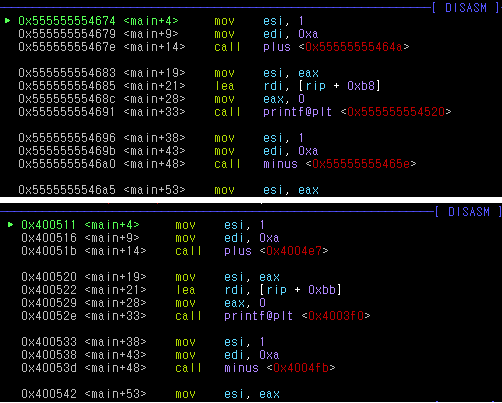 [ DISASM ]
► 0x555555554674 <main+4> mov esi, 1
0x555555554679 <main+9> mov edi, 0xa
0x55555555467e <main+14> call plus <0x55555555464a>
0x555555554683 <main+19> mov esi, eax
0x555555554685 <main+21> lea rdi, [rip + 0xb8]
0x55555555468c <main+28> mov eax, 0
0x555555554691 <main+33> call printf@plt <0x555555554520>
0x555555554696 <main+38> mov esi, 1
0x55555555469b <main+43> mov edi, 0xa
0x5555555546a0 <main+48> call minus <0x55555555465e>
0x5555555546a5 <main+53> mov esi, eax
[ DISASM ]
► 0x400511 <main+4> mov esi, 1
0x400516 <main+9> mov edi, 0xa
0x40051b <main+14> call plus <0x4004e7>
0x400520 <main+19> mov esi, eax
0x400522 <main+21> lea rdi, [rip + 0xbb]
0x400529 <main+28> mov eax, 0
0x40052e <main+33> call printf@plt <0x4003f0>
0x400533 <main+38> mov esi, 1
0x400538 <main+43> mov edi, 0xa
0x40053d <main+48> call minus <0x4004fb>
0x400542 <main+53> mov esi, eax